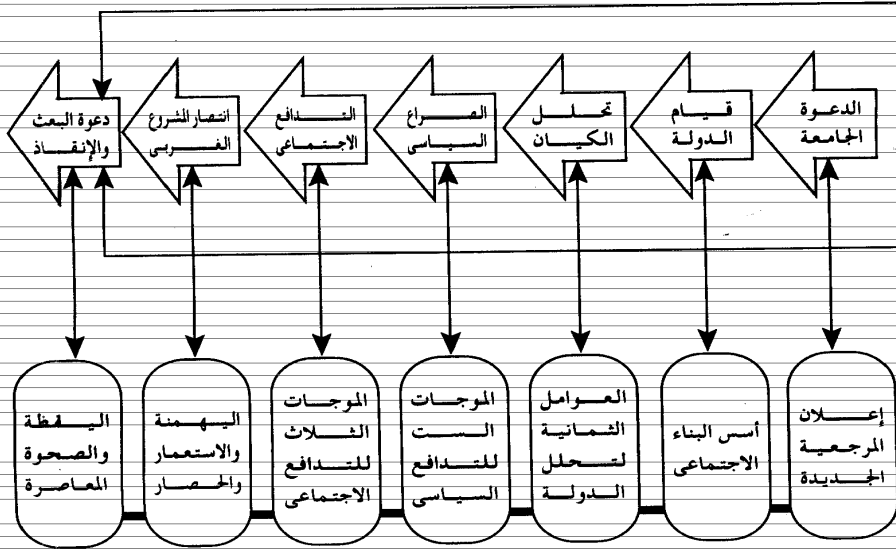 الدعوة
الجامعة
قيام
الدولة
تحلل
الكيان
الصراع
السياسى
التدافع
الاجتماعى
انتصار المشروع
الغربى
دعوة البعث
والإنقاذ
إعلان
المرجعية
الجديدة
أسس البناء
الاجتماعى
العوامل
الثمانية
لتحلل
الدولة
الموجات
الست
للتدافع
السياسى
الموجات
الثلاث
للتدافع
الاجتماعى
اليهمنة
والاستعمار
والحصار
اليقظة
والصحوة
المعاصرة